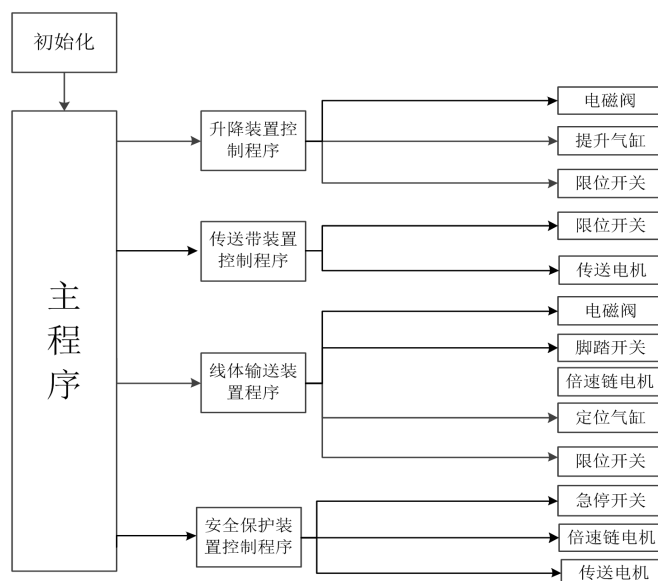 初始化
主
程
序
升降装置控
制程序
电磁阀
提升气缸
限位开关
传送带装置
控制程序
限位开关
传送电机
线体输送装
置程序
电磁阀
脚踏开关
倍速链电机
定位气缸
限位开关
安全保护装
置控制程序
急停开关
倍速链电机
传送电机